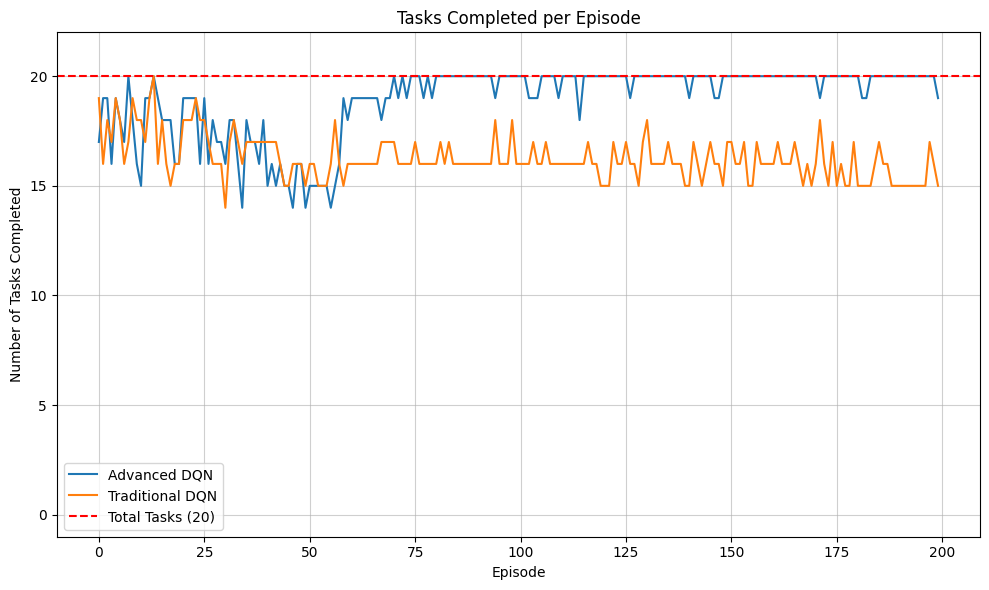 Tasks Completed per Episode
Number of Tasks Completed
20
15
10
5
0
Advanced DQN
Traditional DQN
Total Tasks (20)
0 25 50 75 100 125 150 175 200
Episode